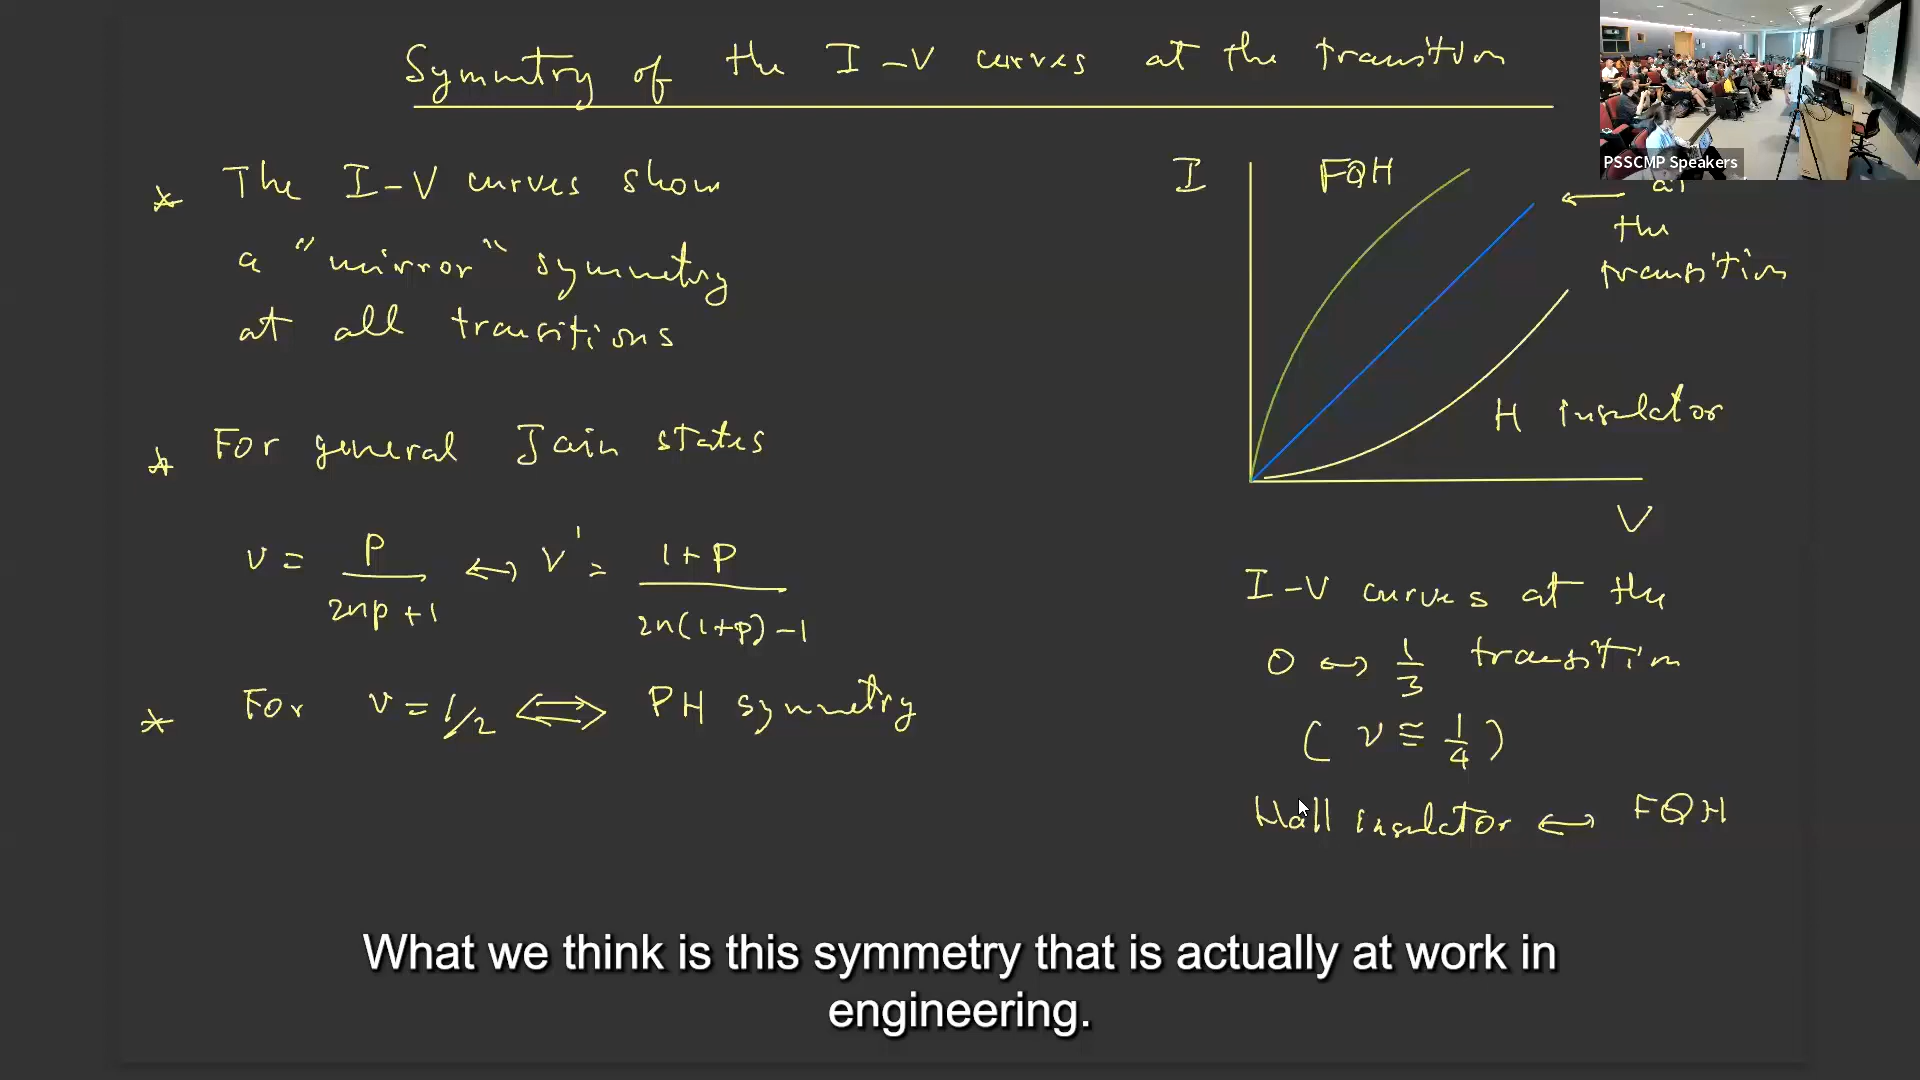 Symmetry of the I-V curves at the transition
* The I-V curves show
a "mirror" symmetry
at all transitions
* For general Jain states
ν = p/(2np+1) ↔ ν' = (1+p)/(2n(1+p)-1)
* For ν = 1/2 ⟺ PH symmetry
I
FQH
← at
the
transition
H insulator
V
I-V curves at the
0 ↔ 1/3 transition
(ν ≅ 1/4)
Hall insulator ↔ FQH
PSSCMP Speakers
What we think is this symmetry that is actually at work in
engineering.